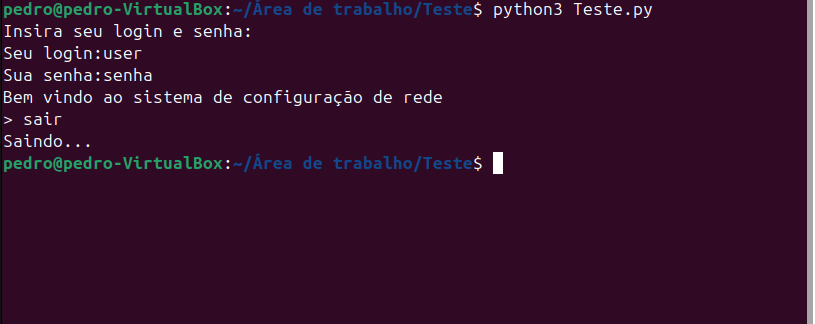 pedro@pedro-VirtualBox:~/Área de trabalho/Teste$ python3 Teste.py
Insira seu login e senha:
Seu login:user
Sua senha:senha
Bem vindo ao sistema de configuração de rede
> sair
Saindo...
pedro@pedro-VirtualBox:~/Área de trabalho/Teste$